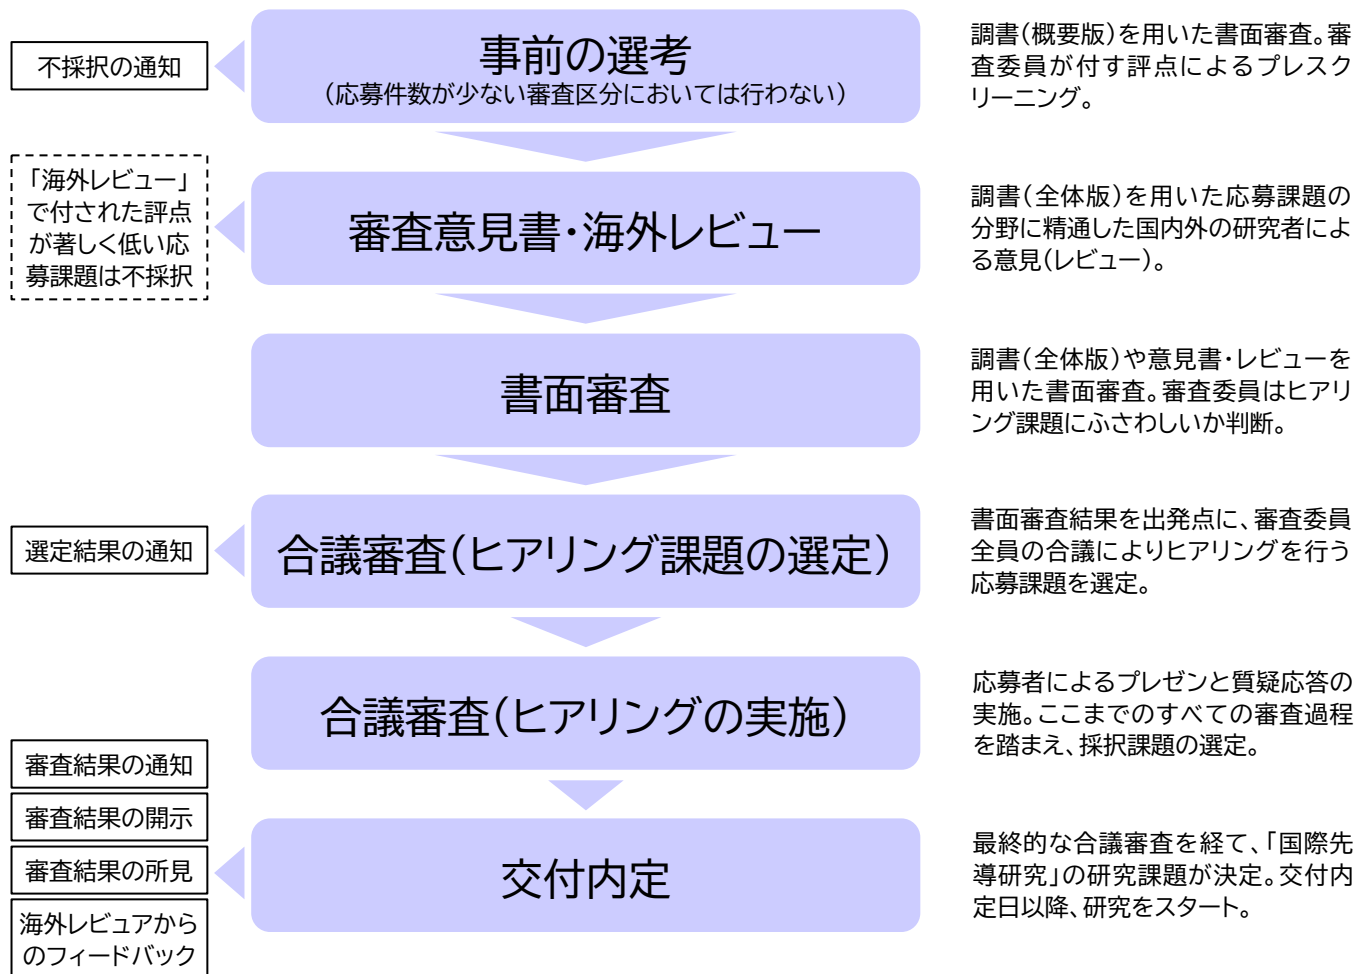 不採択の通知
事前の選考
（応募件数が少ない審査区分においては行わない）
調書（概要版）を用いた書面審査。審
査委員が付す評点によるプレスク
リーニング。
「海外レビュー」
で付された評点
が著しく低い応
募課題は不採択
審査意見書・海外レビュー
調書（全体版）を用いた応募課題の
分野に精通した国内外の研究者によ
る意見（レビュー）。
書面審査
調書（全体版）や意見書・レビューを
用いた書面審査。審査委員はヒアリ
ング課題にふさわしいか判断。
選定結果の通知
合議審査（ヒアリング課題の選定）
書面審査結果を出発点に、審査委員
全員の合議によりヒアリングを行う
応募課題を選定。
合議審査（ヒアリングの実施）
応募者によるプレゼンと質疑応答の
実施。ここまでのすべての審査過程
を踏まえ、採択課題の選定。
審査結果の通知
審査結果の開示
審査結果の所見
海外レビュアから
のフィードバック
交付内定
最終的な合議審査を経て、「国際先
導研究」の研究課題が決定。交付内
定日以降、研究をスタート。